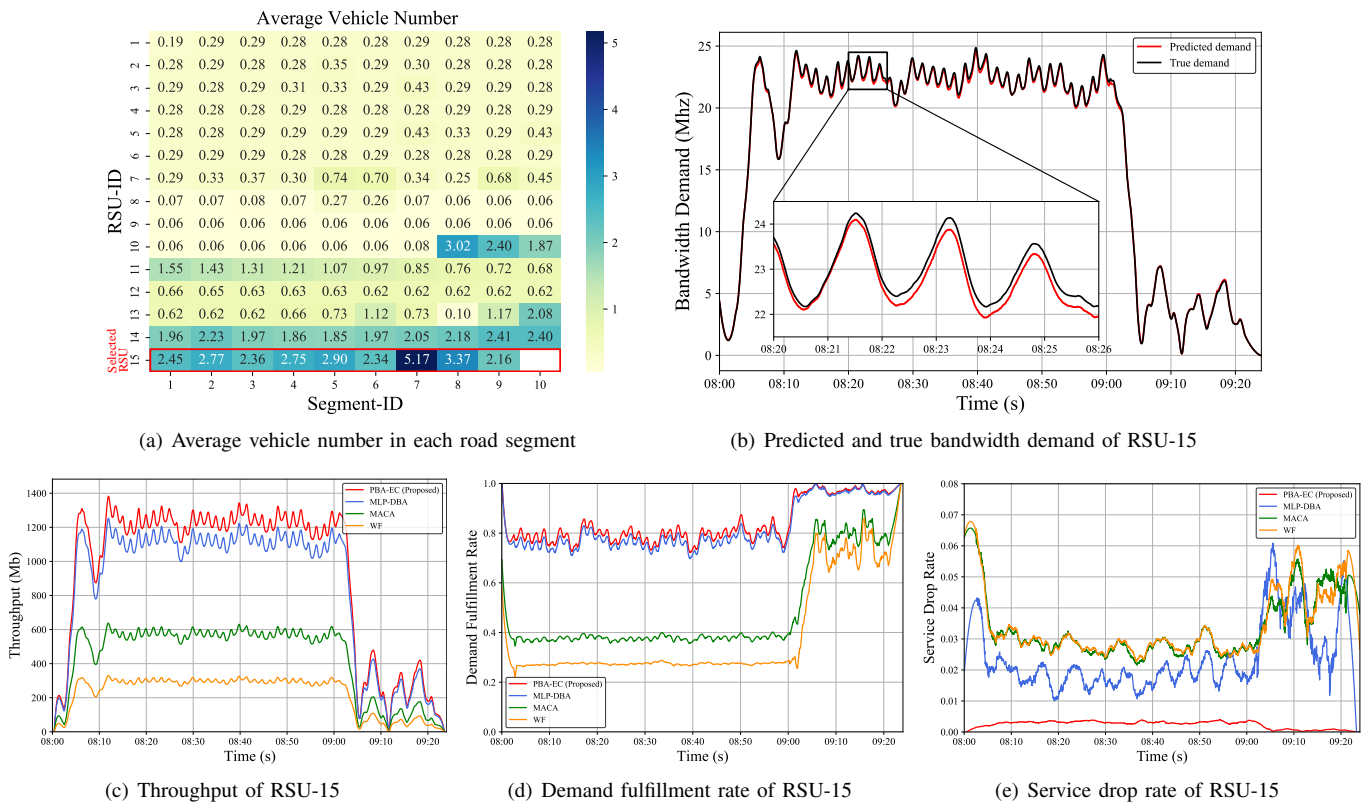 Average Vehicle Number
RSU-ID
1 0.19 0.29 0.29 0.28 0.28 0.28 0.29 0.28 0.28 0.28
2 0.28 0.29 0.28 0.28 0.35 0.29 0.30 0.28 0.28 0.28
3 0.29 0.28 0.29 0.31 0.33 0.29 0.43 0.29 0.29 0.28
4 0.28 0.28 0.28 0.29 0.28 0.28 0.28 0.29 0.28 0.29
5 0.28 0.28 0.29 0.28 0.29 0.29 0.43 0.33 0.29 0.43
6 0.29 0.29 0.29 0.28 0.28 0.29 0.28 0.28 0.28 0.29
7 0.29 0.33 0.37 0.30 0.74 0.70 0.34 0.25 0.68 0.45
8 0.07 0.07 0.08 0.07 0.27 0.26 0.07 0.06 0.06 0.06
9 0.06 0.06 0.06 0.06 0.06 0.06 0.06 0.06 0.06 0.06
10 0.06 0.06 0.06 0.06 0.06 0.06 0.08 3.02 2.40 1.87
11 1.55 1.43 1.31 1.21 1.07 0.97 0.85 0.76 0.72 0.68
12 0.66 0.65 0.63 0.63 0.62 0.62 0.62 0.62 0.62 0.62
13 0.62 0.62 0.62 0.66 0.73 1.12 0.73 0.10 1.17 2.08
14 1.96 2.23 1.97 1.86 1.85 1.97 2.05 2.18 2.41 2.40
Selected
RSU
15 2.45 2.77 2.36 2.75 2.90 2.34 5.17 3.37 2.16
1 2 3 4 5 6 7 8 9 10
Segment-ID
5
4
3
2
1
(a) Average vehicle number in each road segment
Bandwidth Demand (Mhz)
25
20
15
10
5
0
Predicted demand
True demand
24
23
22
08:20 08:21 08:22 08:23 08:24 08:25 08:26
08:00 08:10 08:20 08:30 08:40 08:50 09:00 09:10 09:20
Time (s)
(b) Predicted and true bandwidth demand of RSU-15
Throughput (Mb)
1400
1200
1000
800
600
400
200
0
PBA-EC (Proposed)
MLP-DBA
MACA
WF
08:00 08:10 08:20 08:30 08:40 08:50 09:00 09:10 09:20
Time (s)
(c) Throughput of RSU-15
Demand Fulfillment Rate
1.0
0.8
0.6
0.4
0.2
0.0
PBA-EC (Proposed)
MLP-DBA
MACA
WF
08:00 08:10 08:20 08:30 08:40 08:50 09:00 09:10 09:20
Time (s)
(d) Demand fulfillment rate of RSU-15
Service Drop Rate
0.08
0.07
0.06
0.05
0.04
0.03
0.02
0.01
0.00
PBA-EC (Proposed)
MLP-DBA
MACA
WF
08:00 08:10 08:20 08:30 08:40 08:50 09:00 09:10 09:20
Time (s)
(e) Service drop rate of RSU-15